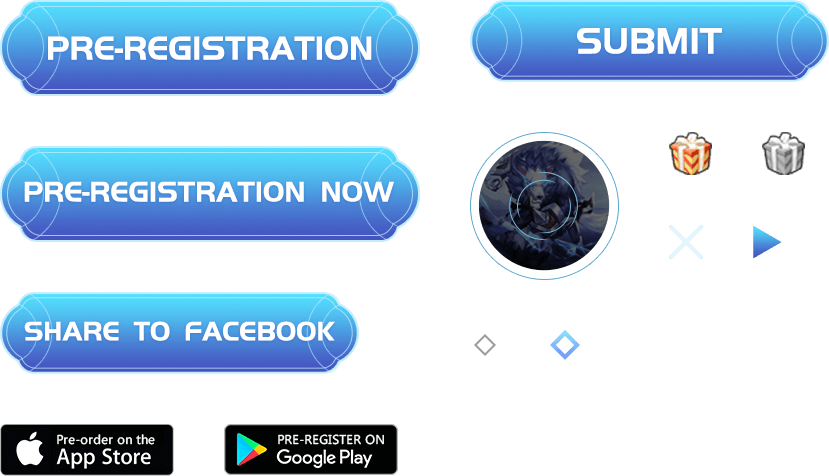 PRE-REGISTRATION
SUBMIT
PRE-REGISTRATION NOW
SHARE TO FACEBOOK
Pre-order on the
App Store
PRE-REGISTER ON
Google Play